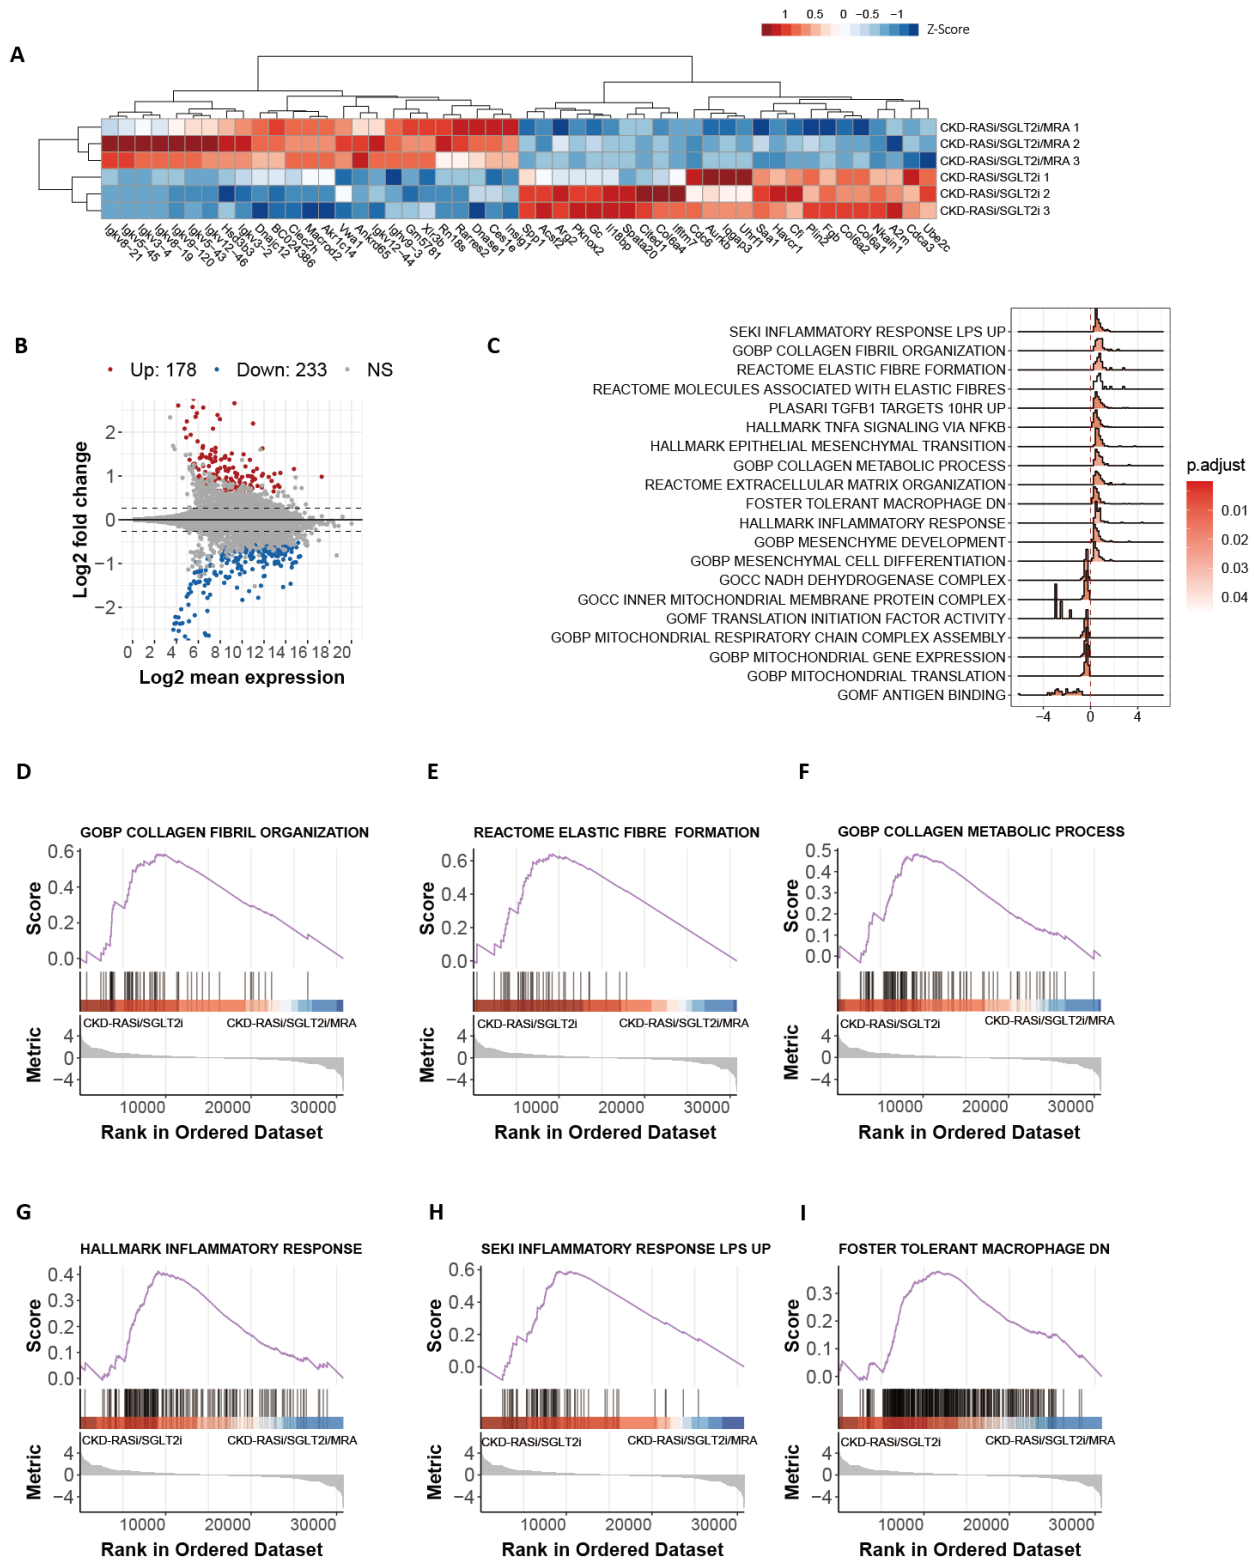 1 0.5 0 −0.5 −1
Z-Score
A
CKD-RASi/SGLT2i/MRA 1
CKD-RASi/SGLT2i/MRA 2
CKD-RASi/SGLT2i/MRA 3
CKD-RASi/SGLT2i 1
CKD-RASi/SGLT2i 2
CKD-RASi/SGLT2i 3
Igkv8-21
Igkv5-45
Igkv3-4
Igkv8-19
Ighv9-120
Igkv5-43
Igkv12-46
Hsd3b3
Igkv3-2
Dnajc12
BC024386
Clec2h
Macrod2
Akr1c14
Vwa1
Ankrd65
Igkv12-44
Ighv9-3
Gm5781
Xlr3b
Rn18s
Rarres2
Dnase1
Ces1e
Insig1
Spp1
Acsf2
Arg2
Pknox2
Gc
Il18bp
Spata20
Cited1
Col6a4
Ifitm7
Cdc6
Aurkb
Iqgap3
Uhrf1
Saa1
Havcr1
Cfi
Plin2
Fgb
Col6a2
Col6a1
Nkain1
A2m
Cdca3
Ube2c
B
Up: 178 Down: 233 NS
Log2 fold change
2
1
0
−1
−2
0 2 4 6 8 10 12 14 16 18 20
Log2 mean expression
C
SEKI INFLAMMATORY RESPONSE LPS UP
GOBP COLLAGEN FIBRIL ORGANIZATION
REACTOME ELASTIC FIBRE FORMATION
REACTOME MOLECULES ASSOCIATED WITH ELASTIC FIBRES
PLASARI TGFB1 TARGETS 10HR UP
HALLMARK TNFA SIGNALING VIA NFKB
HALLMARK EPITHELIAL MESENCHYMAL TRANSITION
GOBP COLLAGEN METABOLIC PROCESS
REACTOME EXTRACELLULAR MATRIX ORGANIZATION
FOSTER TOLERANT MACROPHAGE DN
HALLMARK INFLAMMATORY RESPONSE
GOBP MESENCHYME DEVELOPMENT
GOBP MESENCHYMAL CELL DIFFERENTIATION
GOCC NADH DEHYDROGENASE COMPLEX
GOCC INNER MITOCHONDRIAL MEMBRANE PROTEIN COMPLEX
GOMF TRANSLATION INITIATION FACTOR ACTIVITY
GOBP MITOCHONDRIAL RESPIRATORY CHAIN COMPLEX ASSEMBLY
GOBP MITOCHONDRIAL GENE EXPRESSION
GOBP MITOCHONDRIAL TRANSLATION
GOMF ANTIGEN BINDING
−4 0 4
p.adjust
0.01
0.02
0.03
0.04
D
GOBP COLLAGEN FIBRIL ORGANIZATION
Score
0.6
0.4
0.2
0.0
CKD-RASi/SGLT2i CKD-RASi/SGLT2i/MRA
Metric
4
0
−4
10000 20000 30000
Rank in Ordered Dataset
E
REACTOME ELASTIC FIBRE FORMATION
Score
0.6
0.4
0.2
0.0
CKD-RASi/SGLT2i CKD-RASi/SGLT2i/MRA
Metric
4
0
−4
10000 20000 30000
Rank in Ordered Dataset
F
GOBP COLLAGEN METABOLIC PROCESS
Score
0.5
0.4
0.3
0.2
0.1
0.0
CKD-RASi/SGLT2i CKD-RASi/SGLT2i/MRA
Metric
4
0
−4
10000 20000 30000
Rank in Ordered Dataset
G
HALLMARK INFLAMMATORY RESPONSE
Score
0.4
0.3
0.2
0.1
0.0
CKD-RASi/SGLT2i CKD-RASi/SGLT2i/MRA
Metric
4
0
−4
10000 20000 30000
Rank in Ordered Dataset
H
SEKI INFLAMMATORY RESPONSE LPS UP
Score
0.6
0.4
0.2
0.0
CKD-RASi/SGLT2i CKD-RASi/SGLT2i/MRA
Metric
4
0
−4
10000 20000 30000
Rank in Ordered Dataset
I
FOSTER TOLERANT MACROPHAGE DN
Score
0.3
0.2
0.1
0.0
CKD-RASi/SGLT2i CKD-RASi/SGLT2i/MRA
Metric
4
0
−4
10000 20000 30000
Rank in Ordered Dataset